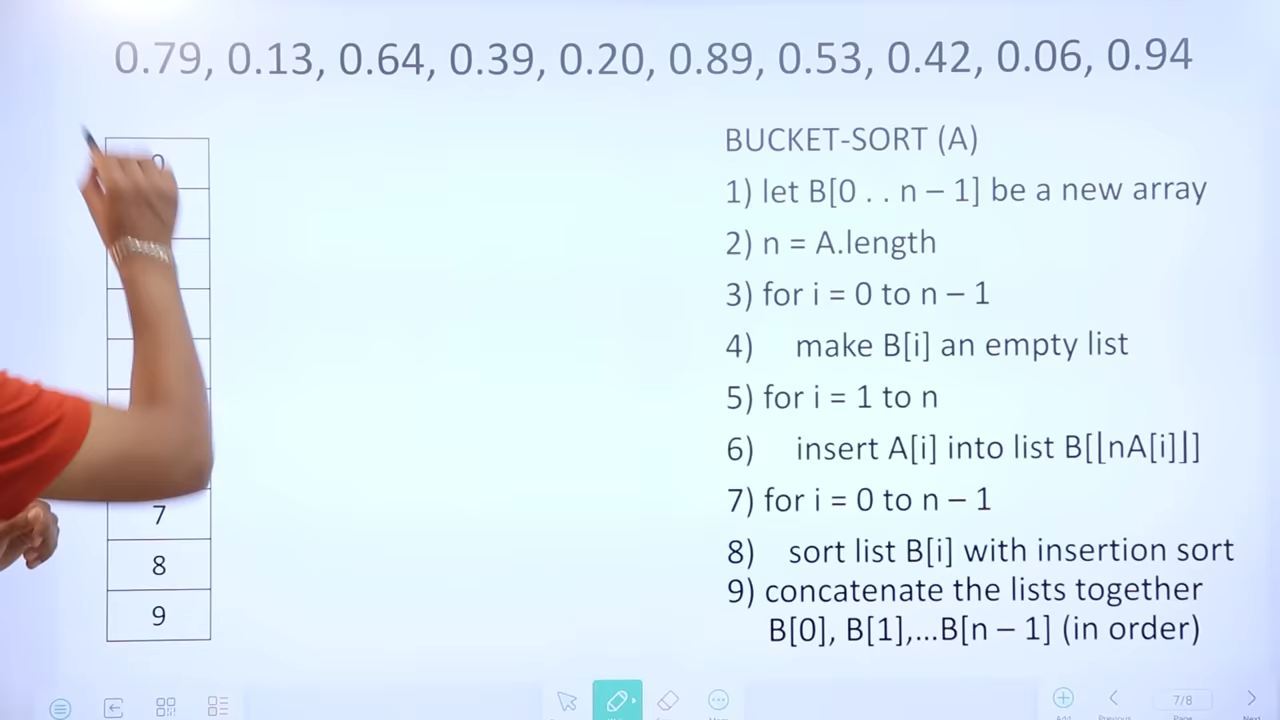 0.79, 0.13, 0.64, 0.39, 0.20, 0.89, 0.53, 0.42, 0.06, 0.94
BUCKET-SORT (A)
1) let B[0 . . n – 1] be a new array
2) n = A.length
3) for i = 0 to n – 1
4) make B[i] an empty list
5) for i = 1 to n
6) insert A[i] into list B[⌊nA[i]⌋]
7) for i = 0 to n – 1
8) sort list B[i] with insertion sort
9) concatenate the lists together
B[0], B[1],...B[n – 1] (in order)
7
8
9
7/8